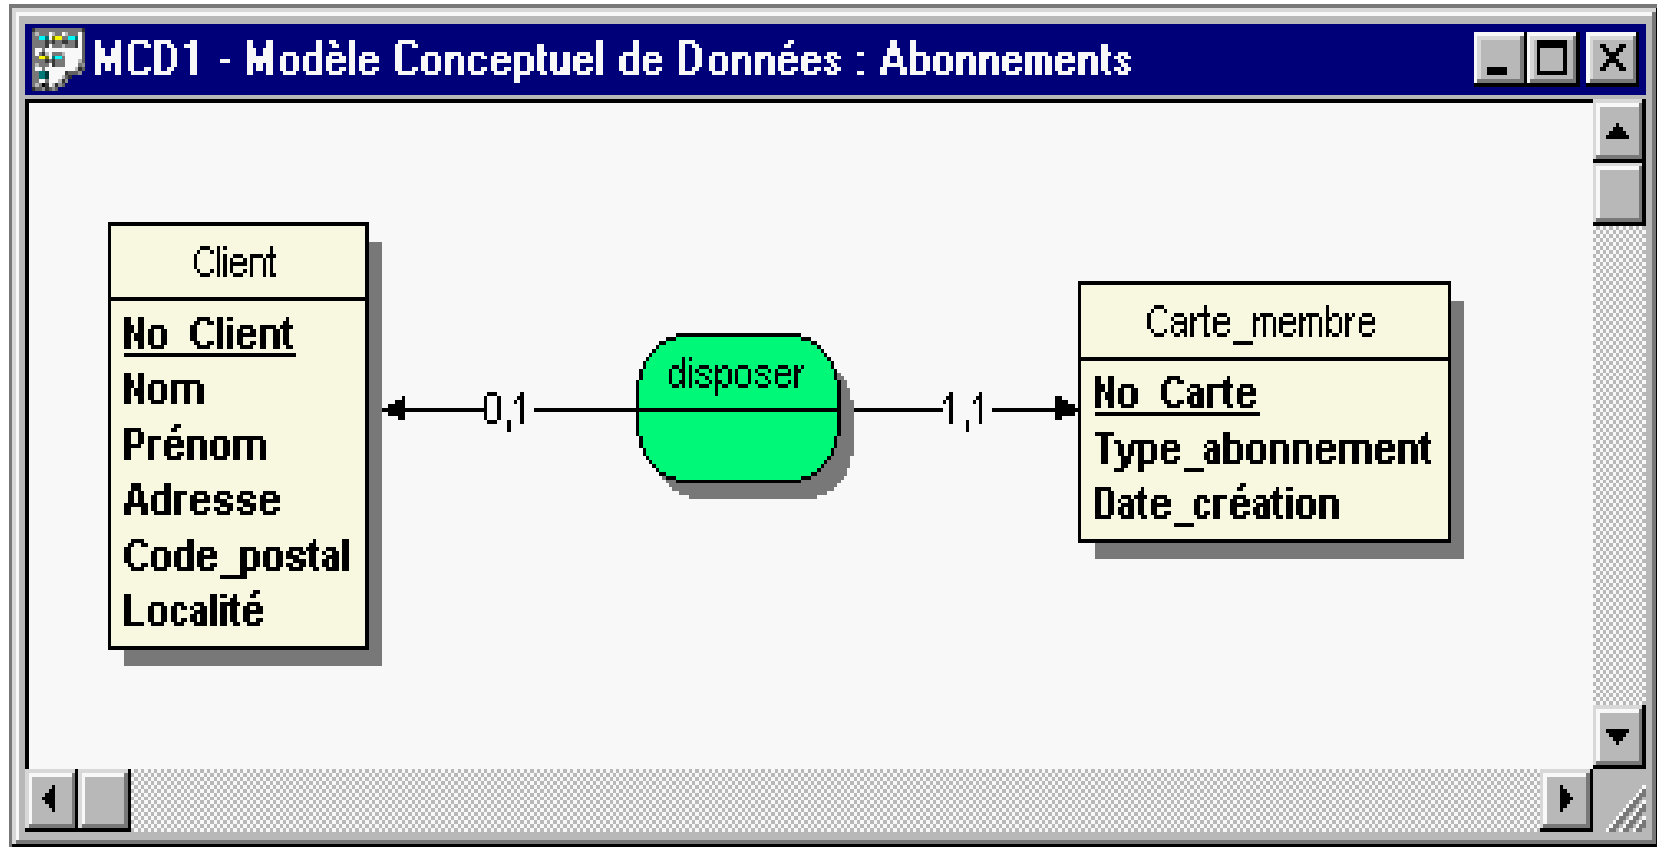 MCD1 - Modèle Conceptuel de Données : Abonnements
Client
No_Client
Nom
Prénom
Adresse
Code_postal
Localité
0,1
disposer
1,1
Carte_membre
No_Carte
Type_abonnement
Date_création